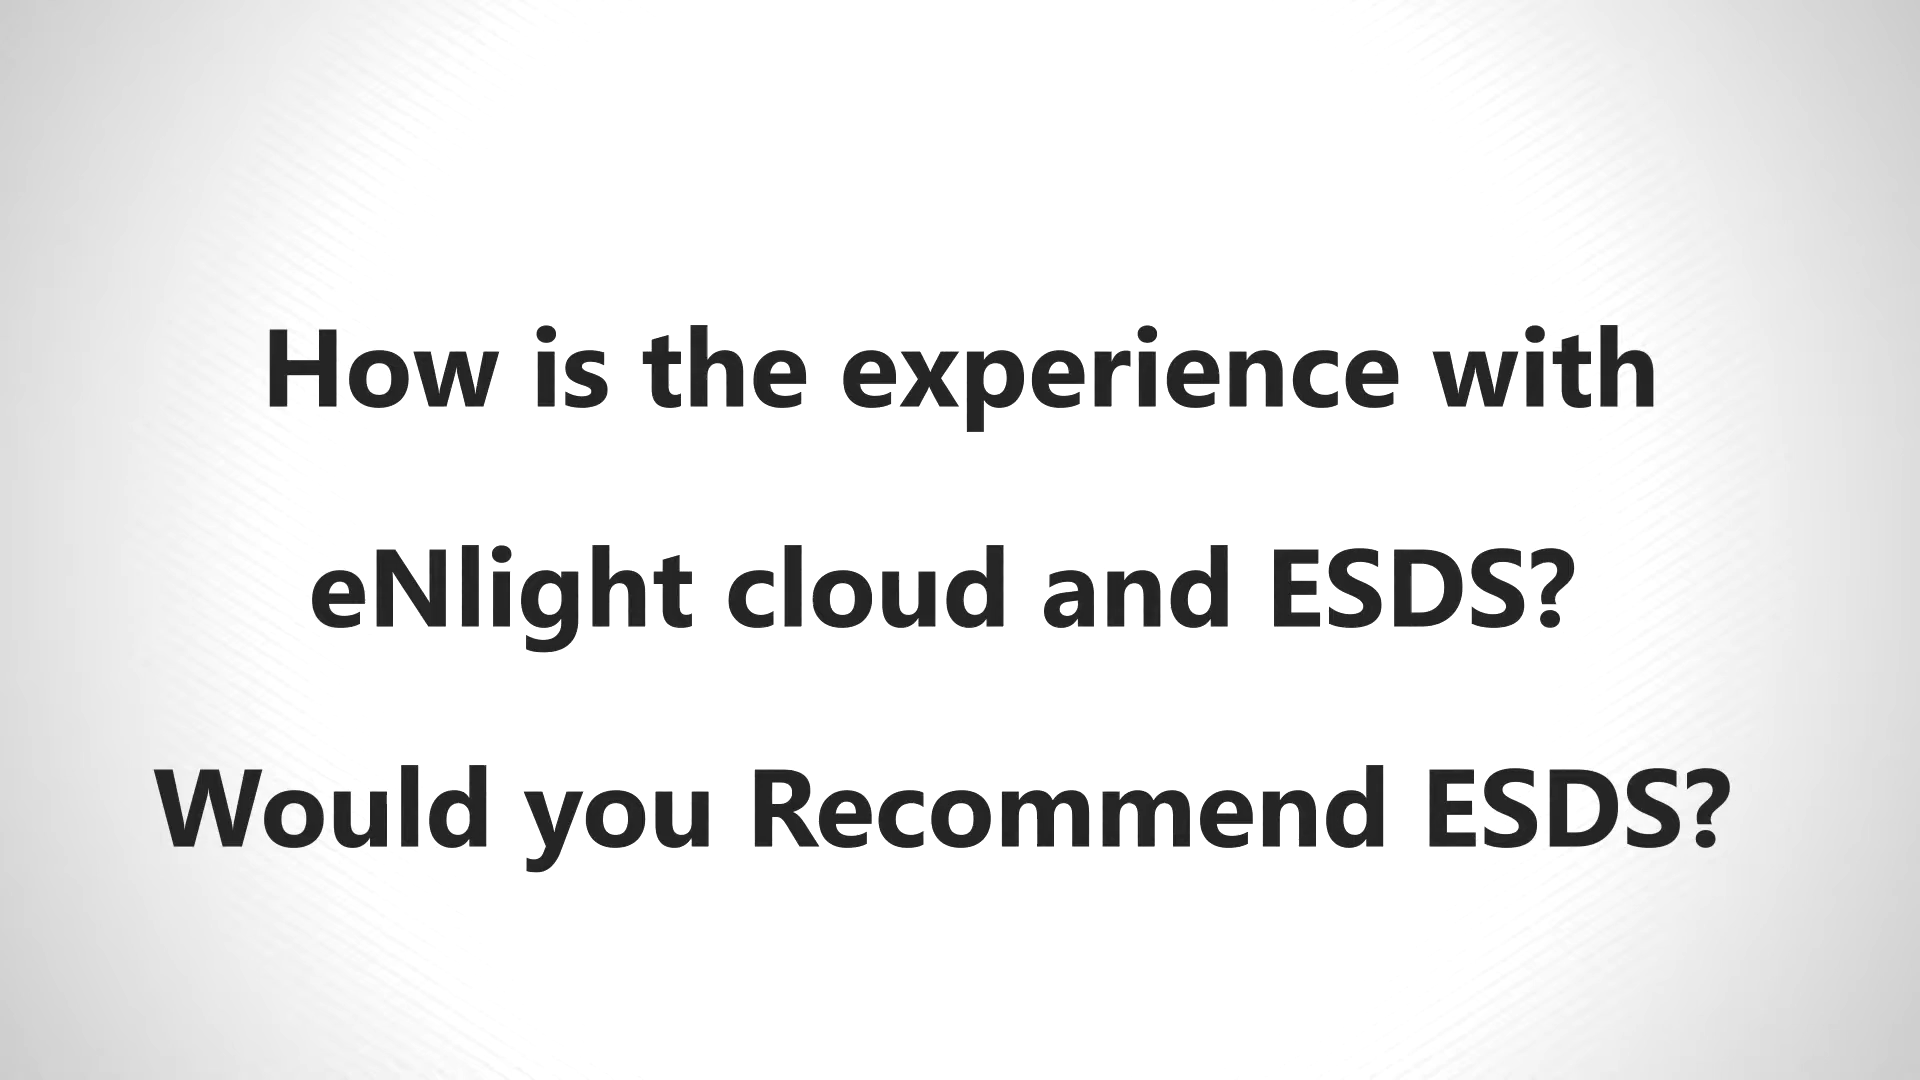 How is the experience with
eNlight cloud and ESDS?
Would you Recommend ESDS?